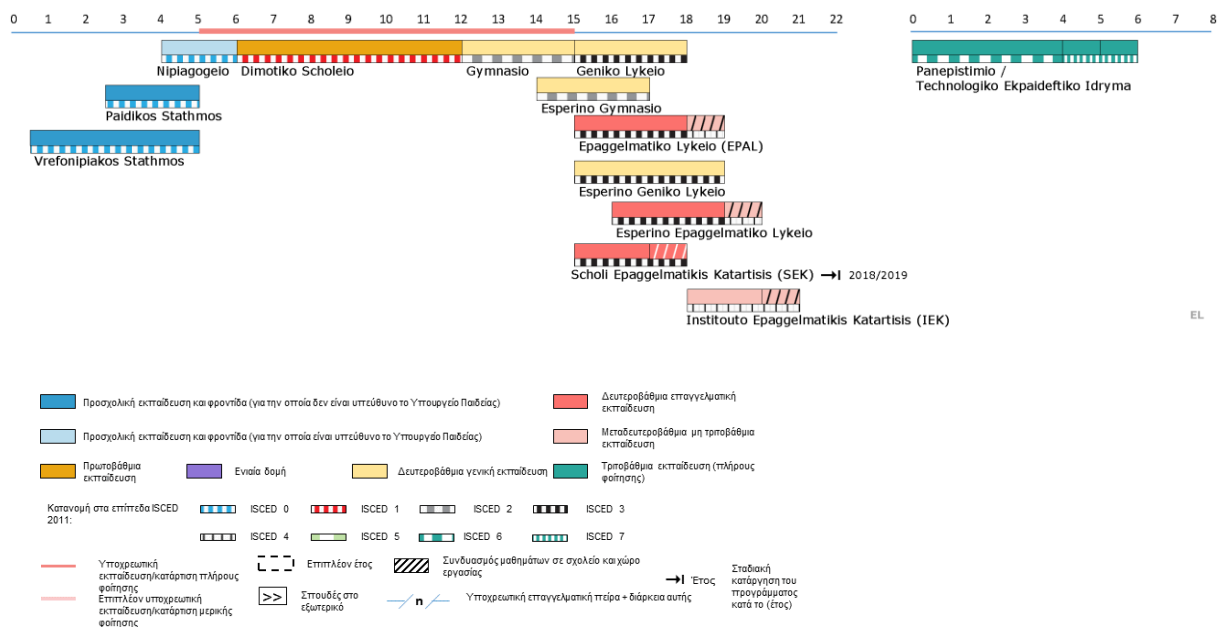 0 1 2 3 4 5 6 7 8 9 10 11 12 13 14 15 16 17 18 19 20 21 22
0 1 2 3 4 5 6 7 8
Nipiagogeio Dimotiko Scholeio Gymnasio Geniko Lykeio
Panepistimio /
Technologiko Ekpaideftiko Idryma
Esperino Gymnasio
Paidikos Stathmos
Epaggelmatiko Lykeio (EPAL)
Vrefonipiakos Stathmos
Esperino Geniko Lykeio
Esperino Epaggelmatiko Lykeio
Scholi Epaggelmatikis Katartisis (SEK) 2018/2019
Institouto Epaggelmatikis Katartisis (IEK)
EL
Προσχολική εκπαίδευση και φροντίδα (για την οποία δεν είναι υπεύθυνο το Υπουργείο Παιδείας)
Δευτεροβάθμια επαγγελματική
εκπαίδευση
Προσχολική εκπαίδευση και φροντίδα (για την οποία είναι υπεύθυνο το Υπουργείο Παιδείας)
Μεταδευτεροβάθμια μη τριτοβάθμια
εκπαίδευση
Πρωτοβάθμια
εκπαίδευση
Ενιαία δομή
Δευτεροβάθμια γενική εκπαίδευση
Τριτοβάθμια εκπαίδευση (πλήρους
φοίτησης)
Κατανομή στα επίπεδα ISCED
2011:
ISCED 0
ISCED 1
ISCED 2
ISCED 3
ISCED 4
ISCED 5
ISCED 6
ISCED 7
Υποχρεωτική
εκπαίδευση/κατάρτιση πλήρους
φοίτησης
Επιπλέον έτος
Συνδυασμός μαθημάτων σε σχολείο και χώρο
εργασίας
Έτος
Σταδιακή
κατάργηση του
προγράμματος
κατά το (έτος)
Επιπλέον υποχρεωτική
εκπαίδευση/κατάρτιση μερικής
φοίτησης
>>
Σπουδές στο
εξωτερικό
n
Υποχρεωτική επαγγελματική πείρα + διάρκεια αυτής